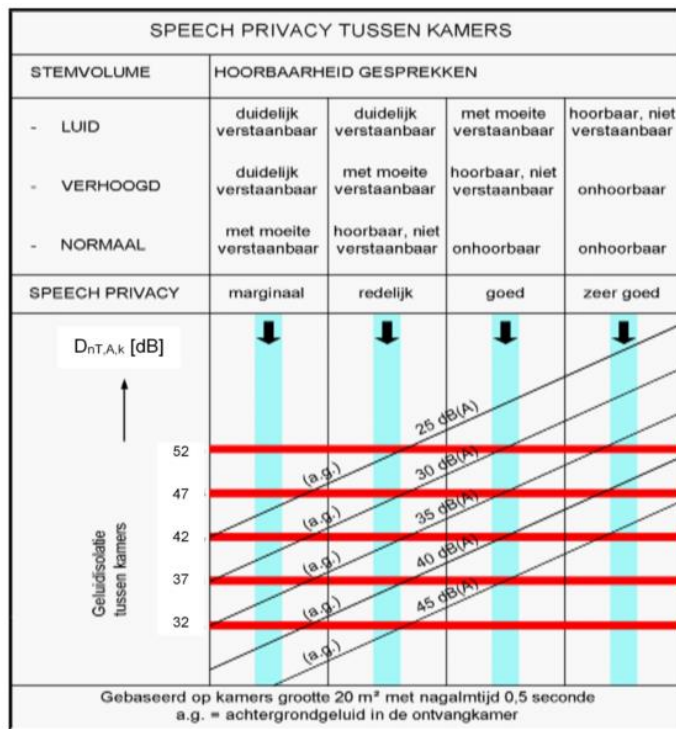 SPEECH PRIVACY TUSSEN KAMERS
STEMVOLUME HOORBAARHEID GESPREKKEN
- LUID
duidelijk verstaanbaar
duidelijk verstaanbaar
met moeite verstaanbaar
hoorbaar, niet verstaanbaar
- VERHOOGD
duidelijk verstaanbaar
met moeite verstaanbaar
hoorbaar, niet verstaanbaar
onhoorbaar
- NORMAAL
met moeite verstaanbaar
hoorbaar, niet verstaanbaar
onhoorbaar
onhoorbaar
SPEECH PRIVACY marginaal redelijk goed zeer goed
DnT,A,k [dB]
52
47
42
37
32
Geluidisolatie
tussen kamers
(a.g.) 25 dB(A)
(a.g.) 30 dB(A)
(a.g.) 35 dB(A)
(a.g.) 40 dB(A)
(a.g.) 45 dB(A)
Gebaseerd op kamers grootte 20 m² met nagalmtijd 0,5 seconde
a.g. = achtergrondgeluid in de ontvangkamer